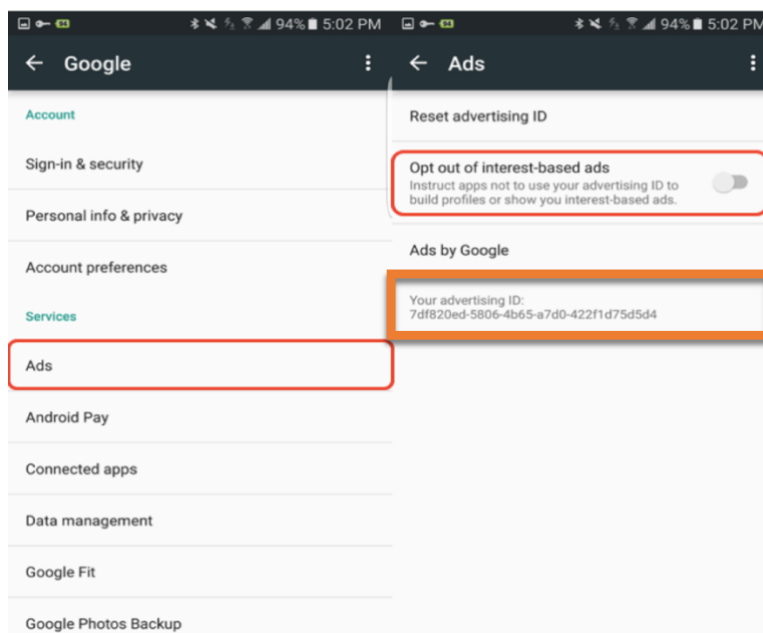 94 94% 5:02 PM
Google
Account
Sign-in & security
Personal info & privacy
Account preferences
Services
Ads
Android Pay
Connected apps
Data management
Google Fit
Google Photos Backup
94% 5:02 PM
Ads
Reset advertising ID
Opt out of interest-based ads
Instruct apps not to use your advertising ID to
build profiles or show you interest-based ads.
Ads by Google
Your advertising ID:
7df820ed-5806-4b65-a7d0-422f1d75d5d4